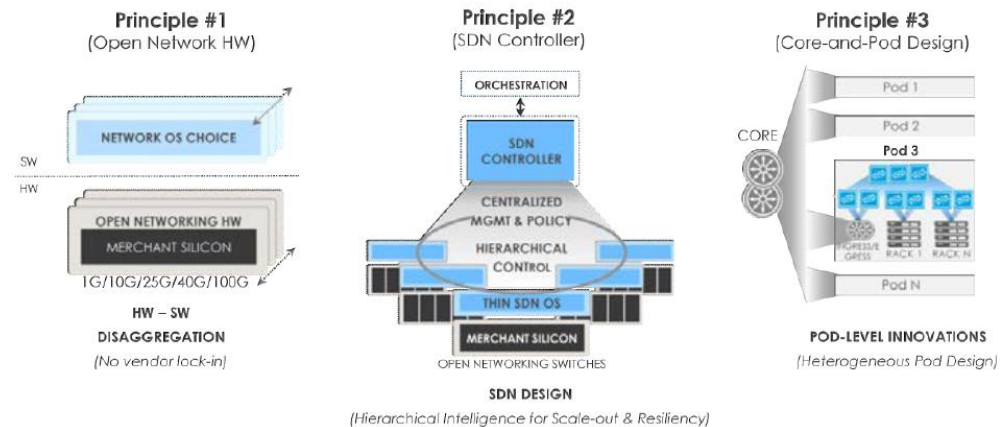 Principle #1
(Open Network HW)
NETWORK OS CHOICE
SW
HW
OPEN NETWORKING HW
MERCHANT SILICON
1G/10G/25G/40G/100G
HW – SW
DISAGGREGATION
(No vendor lock-in)
Principle #2
(SDN Controller)
ORCHESTRATION
SDN
CONTROLLER
CENTRALIZED
MGMT & POLICY
HIERARCHICAL
CONTROL
THIN SDN OS
MERCHANT SILICON
OPEN NETWORKING SWITCHES
SDN DESIGN
(Hierarchical Intelligence for Scale-out & Resiliency)
Principle #3
(Core-and-Pod Design)
CORE
Pod 1
Pod 2
Pod 3
INGRESS/E
GRESS
RACK 1
RACK N
Pod N
POD-LEVEL INNOVATIONS
(Heterogeneous Pod Design)